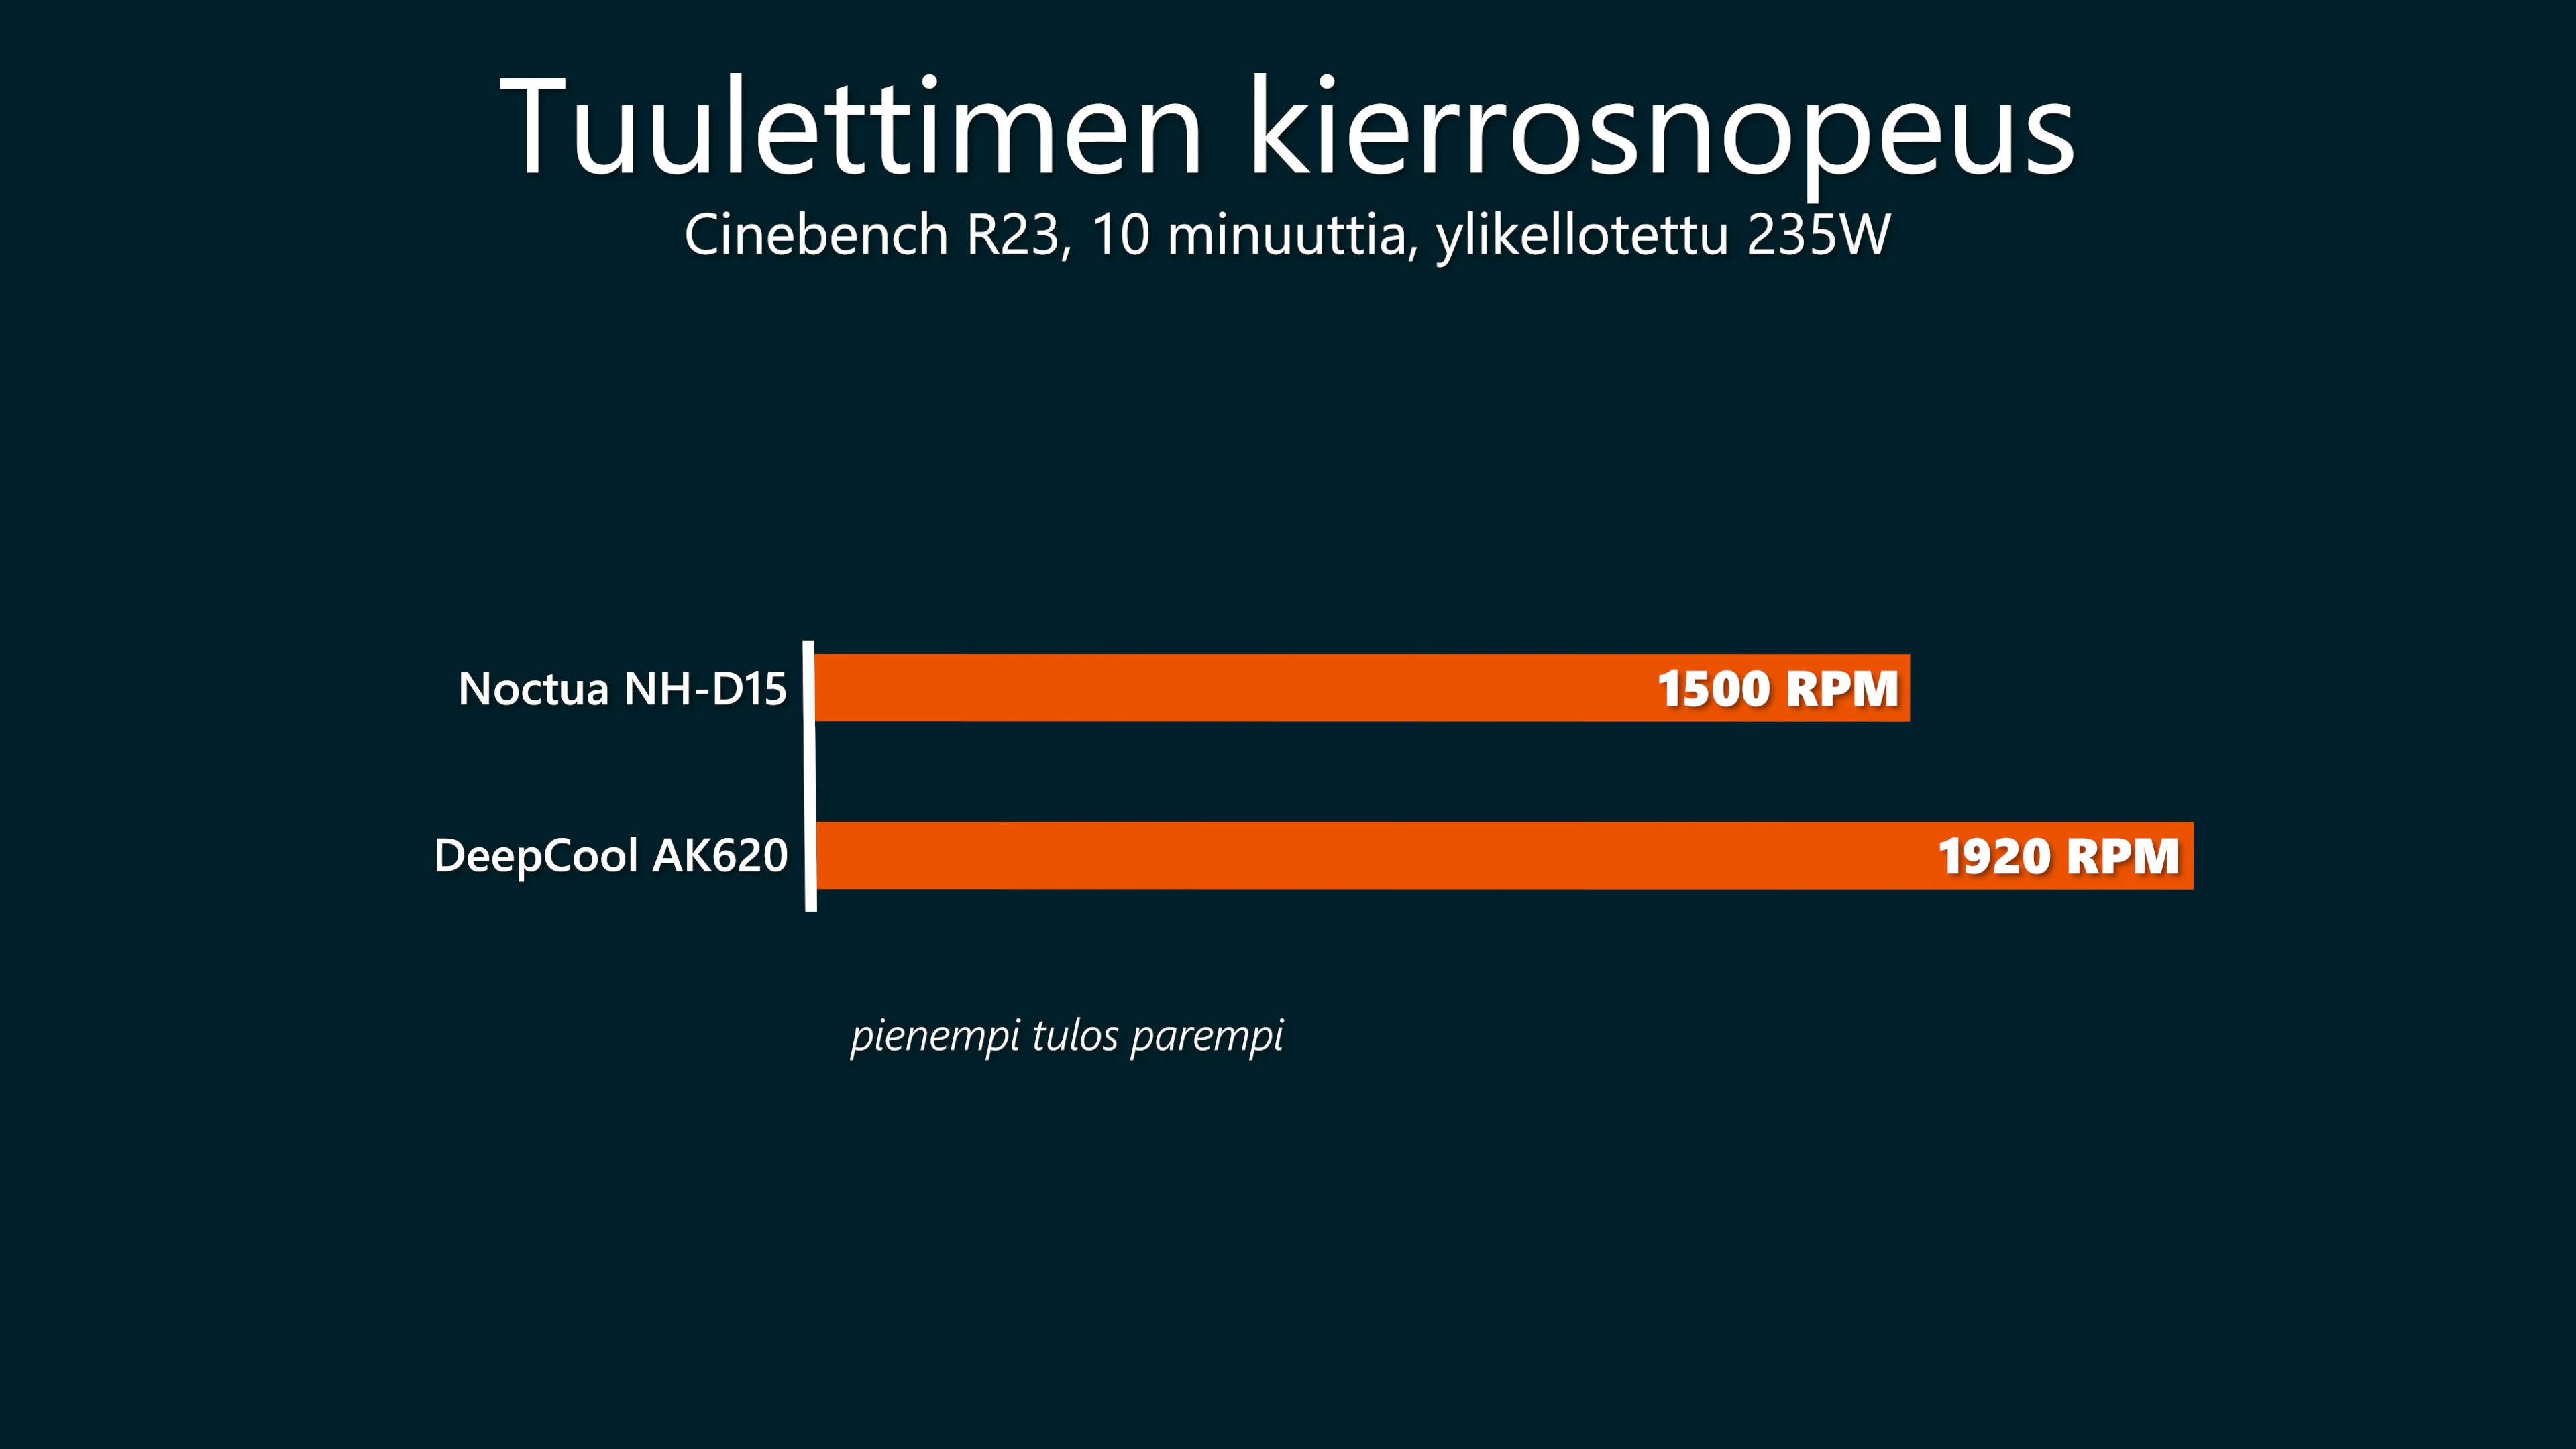 Tuulettimen kierrosnopeus
Cinebench R23, 10 minuuttia, ylikellotettu 235W
Noctua NH-D15 1500 RPM
DeepCool AK620 1920 RPM
pienempi tulos parempi